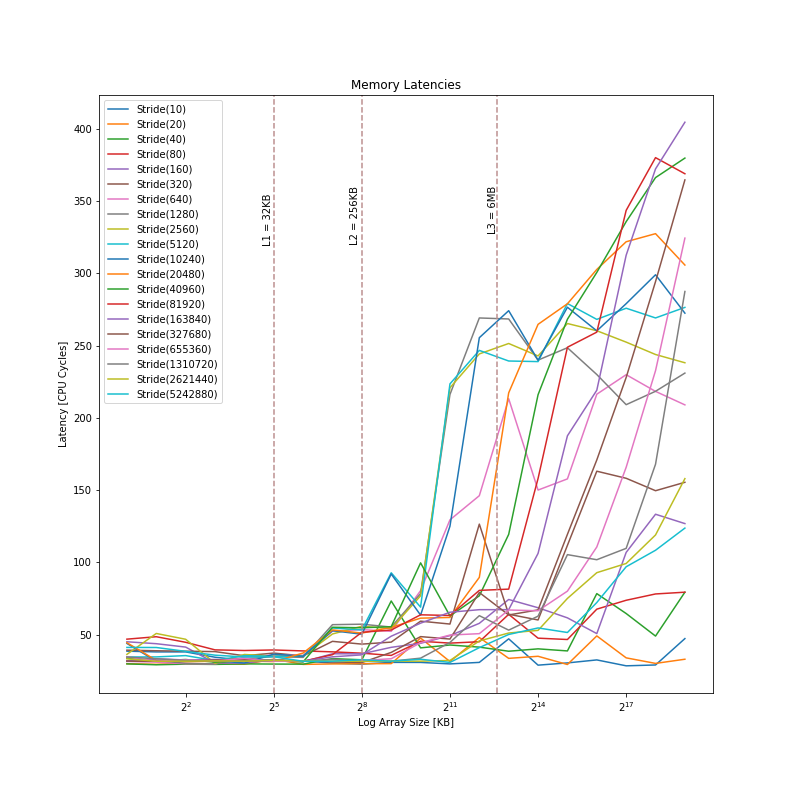 Memory Latencies
Stride(10)
Stride(20)
Stride(40)
Stride(80)
Stride(160)
Stride(320)
Stride(640)
Stride(1280)
Stride(2560)
Stride(5120)
Stride(10240)
Stride(20480)
Stride(40960)
Stride(81920)
Stride(163840)
Stride(327680)
Stride(655360)
Stride(1310720)
Stride(2621440)
Stride(5242880)
L1 = 32KB
L2 = 256KB
L3 = 6MB
Latency [CPU Cycles]
400
350
300
250
200
150
100
50
2² 2⁵ 2⁸ 2¹¹ 2¹⁴ 2¹⁷
Log Array Size [KB]